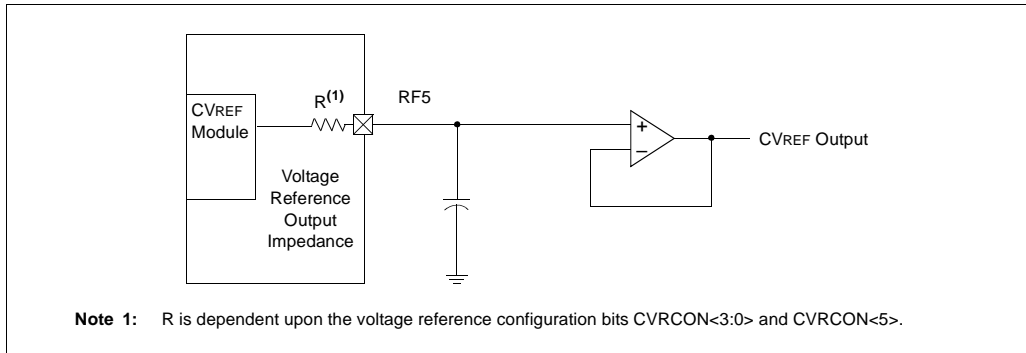 CVREF
Module
R(1)
RF5
Voltage
Reference
Output
Impedance
+
–
CVREF Output
Note 1: R is dependent upon the voltage reference configuration bits CVRCON<3:0> and CVRCON<5>.